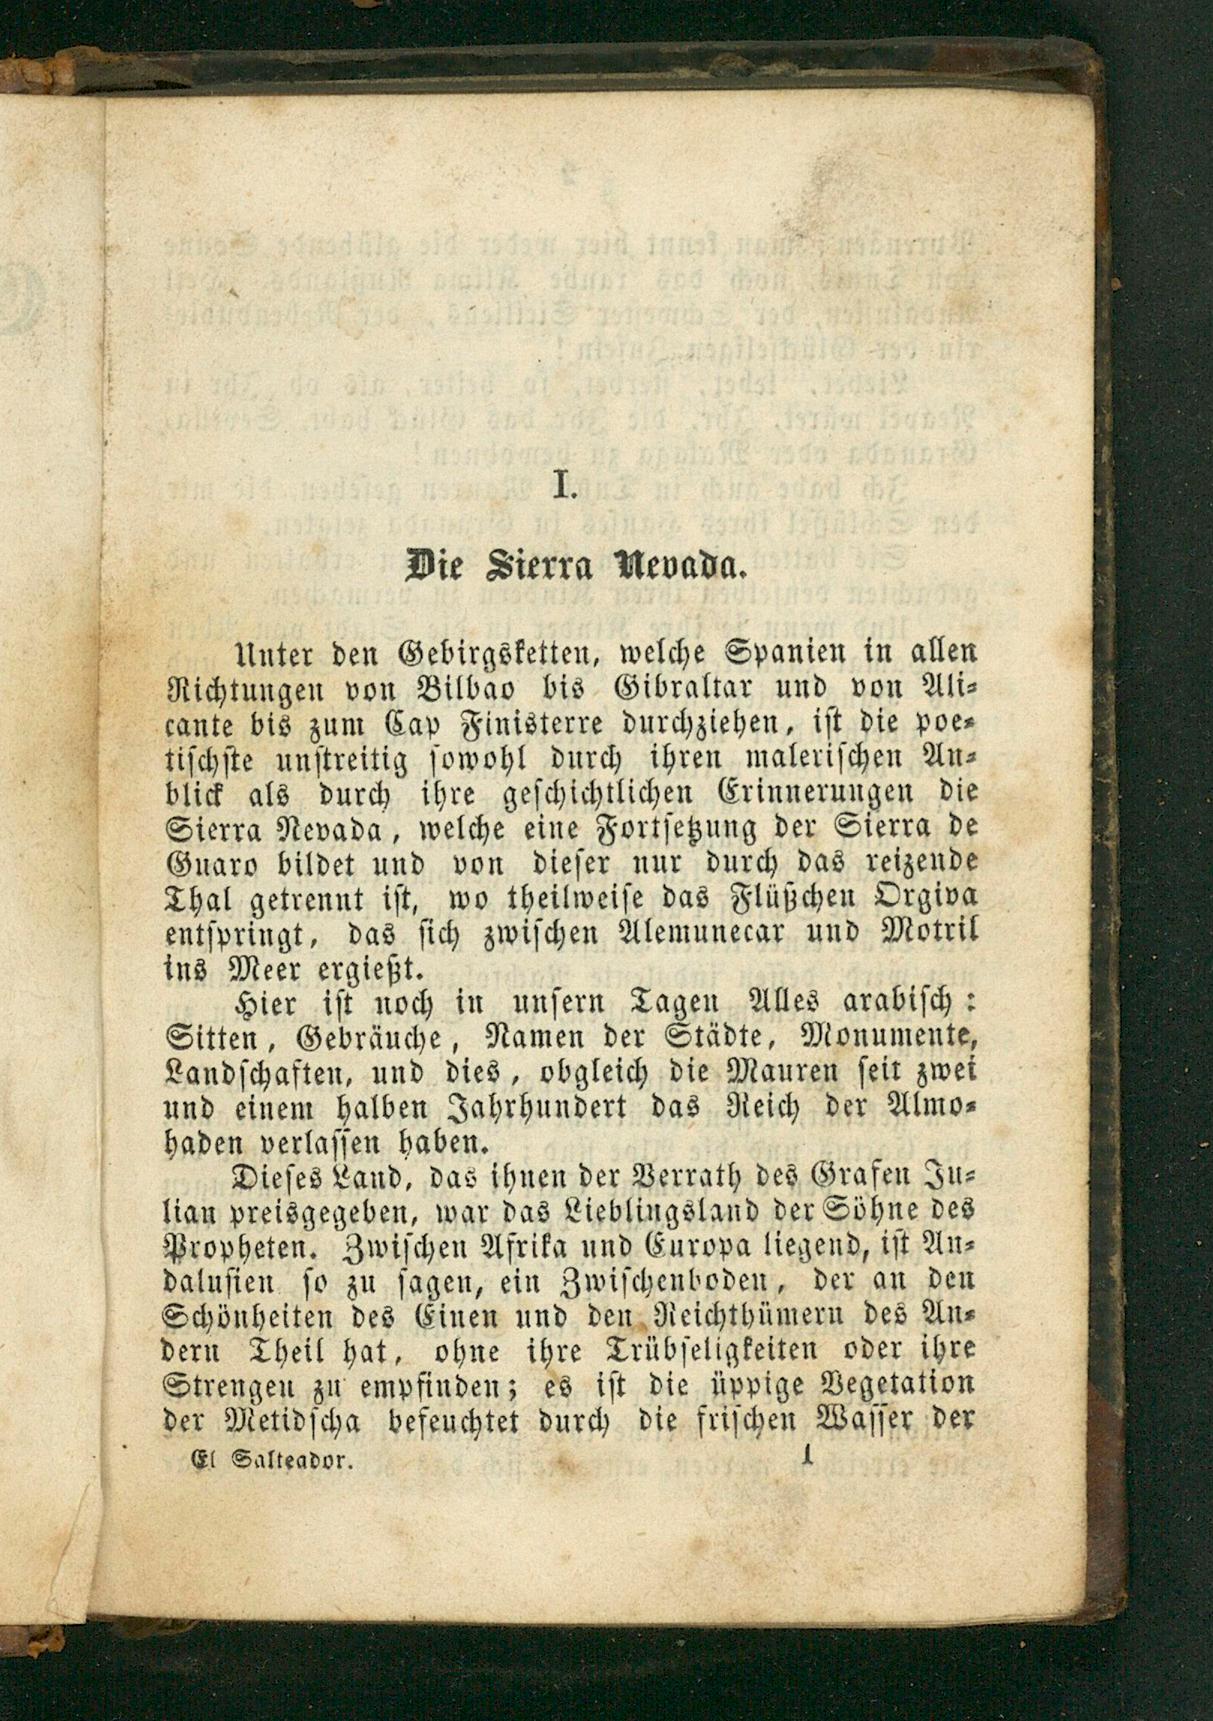 I.
Die Sierra Nevada.
Unter den Gebirgsketten, welche Spanien in allen
Richtungen von Bilbao bis Gibraltar und von Ali-
cante bis zum Cap Finisterre durchziehen, ist die poe-
tischste unstreitig sowohl durch ihren malerischen An-
blick als durch ihre geschichtlichen Erinnerungen die
Sierra Nevada, welche eine Fortsetzung der Sierra de
Guaro bildet und von dieser nur durch das reizende
Thal getrennt ist, wo theilweise das Flüßchen Orgiva
entspringt, das sich zwischen Alemunecar und Motril
ins Meer ergießt.
Hier ist noch in unsern Tagen Alles arabisch:
Sitten, Gebräuche, Namen der Städte, Monumente,
Landschaften, und dies, obgleich die Mauren seit zwei
und einem halben Jahrhundert das Reich der Almo-
haden verlassen haben.
Dieses Land, das ihnen der Verrath des Grafen Ju-
lian preisgegeben, war das Lieblingsland der Söhne des
Propheten. Zwischen Afrika und Europa liegend, ist An-
dalusien so zu sagen, ein Zwischenboden, der an den
Schönheiten des Einen und den Reichthümern des An-
dern Theil hat, ohne ihre Trübseligkeiten oder ihre
Strengen zu empfinden; es ist die üppige Vegetation
der Metidscha befeuchtet durch die frischen Wasser der
El Salteador. 1